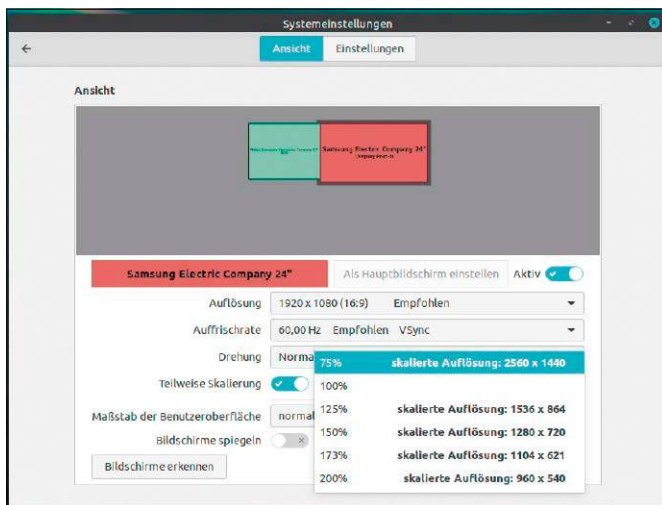 Systemeinstellungen
Ansicht Einstellungen
Ansicht
Samsung Electric Company 24"
Samsung Electric Company 24" Als Hauptbildschirm einstellen Aktiv
Auflösung 1920 x 1080 (16:9) Empfohlen
Auffrischrate 60,00 Hz Empfohlen VSync
Drehung Norma
75% skalierte Auflösung: 2560 x 1440
Teilweise Skalierung
100%
125% skalierte Auflösung: 1536 x 864
Maßstab der Benutzeroberfläche normal
150% skalierte Auflösung: 1280 x 720
Bildschirme spiegeln
173% skalierte Auflösung: 1104 x 621
Bildschirme erkennen
200% skalierte Auflösung: 960 x 540